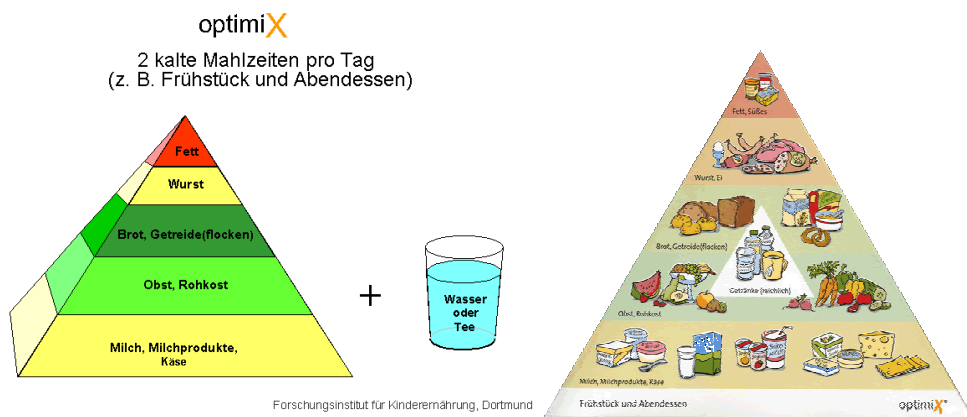 optimiX
2 kalte Mahlzeiten pro Tag
(z. B. Frühstück und Abendessen)
Fett
Wurst
Brot, Getreide(flocken)
Obst, Rohkost
Milch, Milchprodukte,
Käse
+
Wasser
oder
Tee
Forschungsinstitut für Kinderernährung, Dortmund
Fett, Süßes
Wurst, Ei
Brot, Getreide(flocken)
Getränke (reichlich)
Obst, Rohkost
Milch, Milchprodukte, Käse
Frühstück und Abendessen
optimiX